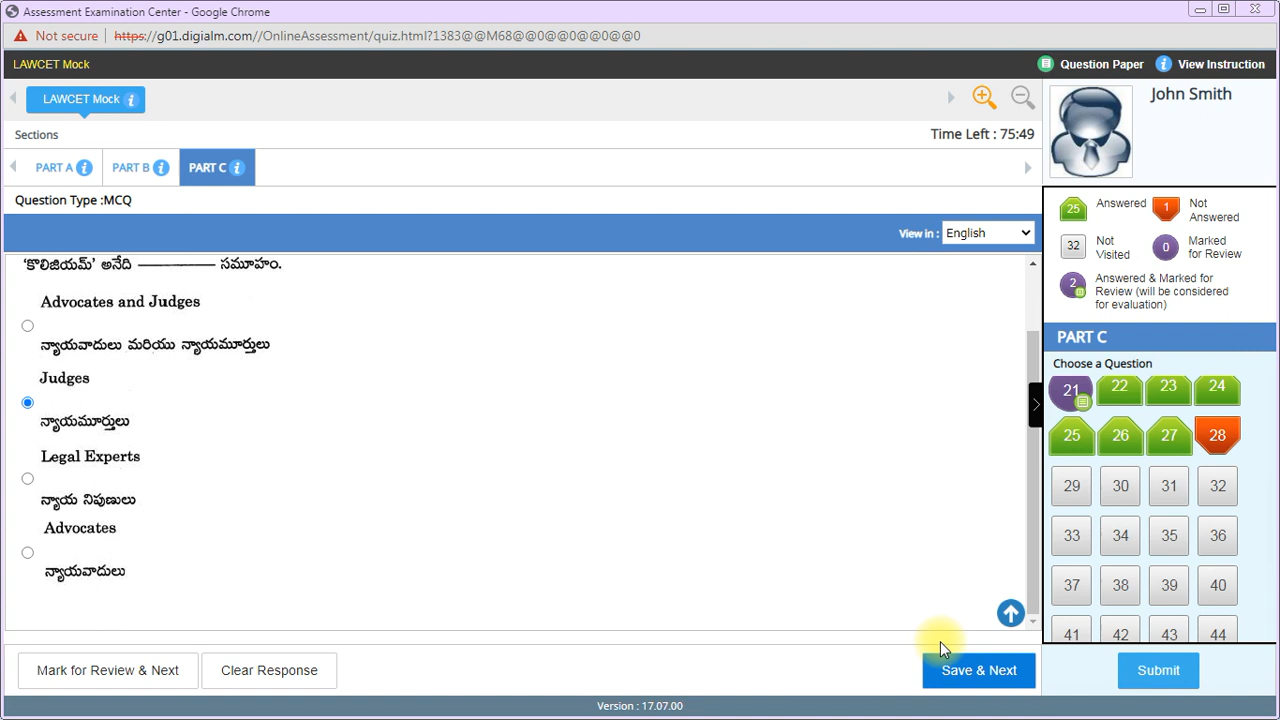 Assessment Examination Center - Google Chrome
Not secure https://g01.digialm.com//OnlineAssessment/quiz.html?1383@@M68@@0@@0@@0@@0
LAWCET Mock
Question Paper
View Instruction
LAWCET Mock
John Smith
Sections
Time Left : 75:49
PART A
PART B
PART C
Question Type :MCQ
View in : English
'కొలిజియమ్' అనేది ———— సమూహం.
Advocates and Judges
న్యాయవాదులు మరియు న్యాయమూర్తులు
Judges
న్యాయమూర్తులు
Legal Experts
న్యాయ నిపుణులు
Advocates
న్యాయవాదులు
25 Answered
1 Not Answered
32 Not Visited
0 Marked for Review
2 Answered & Marked for Review (will be considered for evaluation)
PART C
Choose a Question
21 22 23 24
25 26 27 28
29 30 31 32
33 34 35 36
37 38 39 40
41 42 43 44
Mark for Review & Next
Clear Response
Save & Next
Submit
Version : 17.07.00